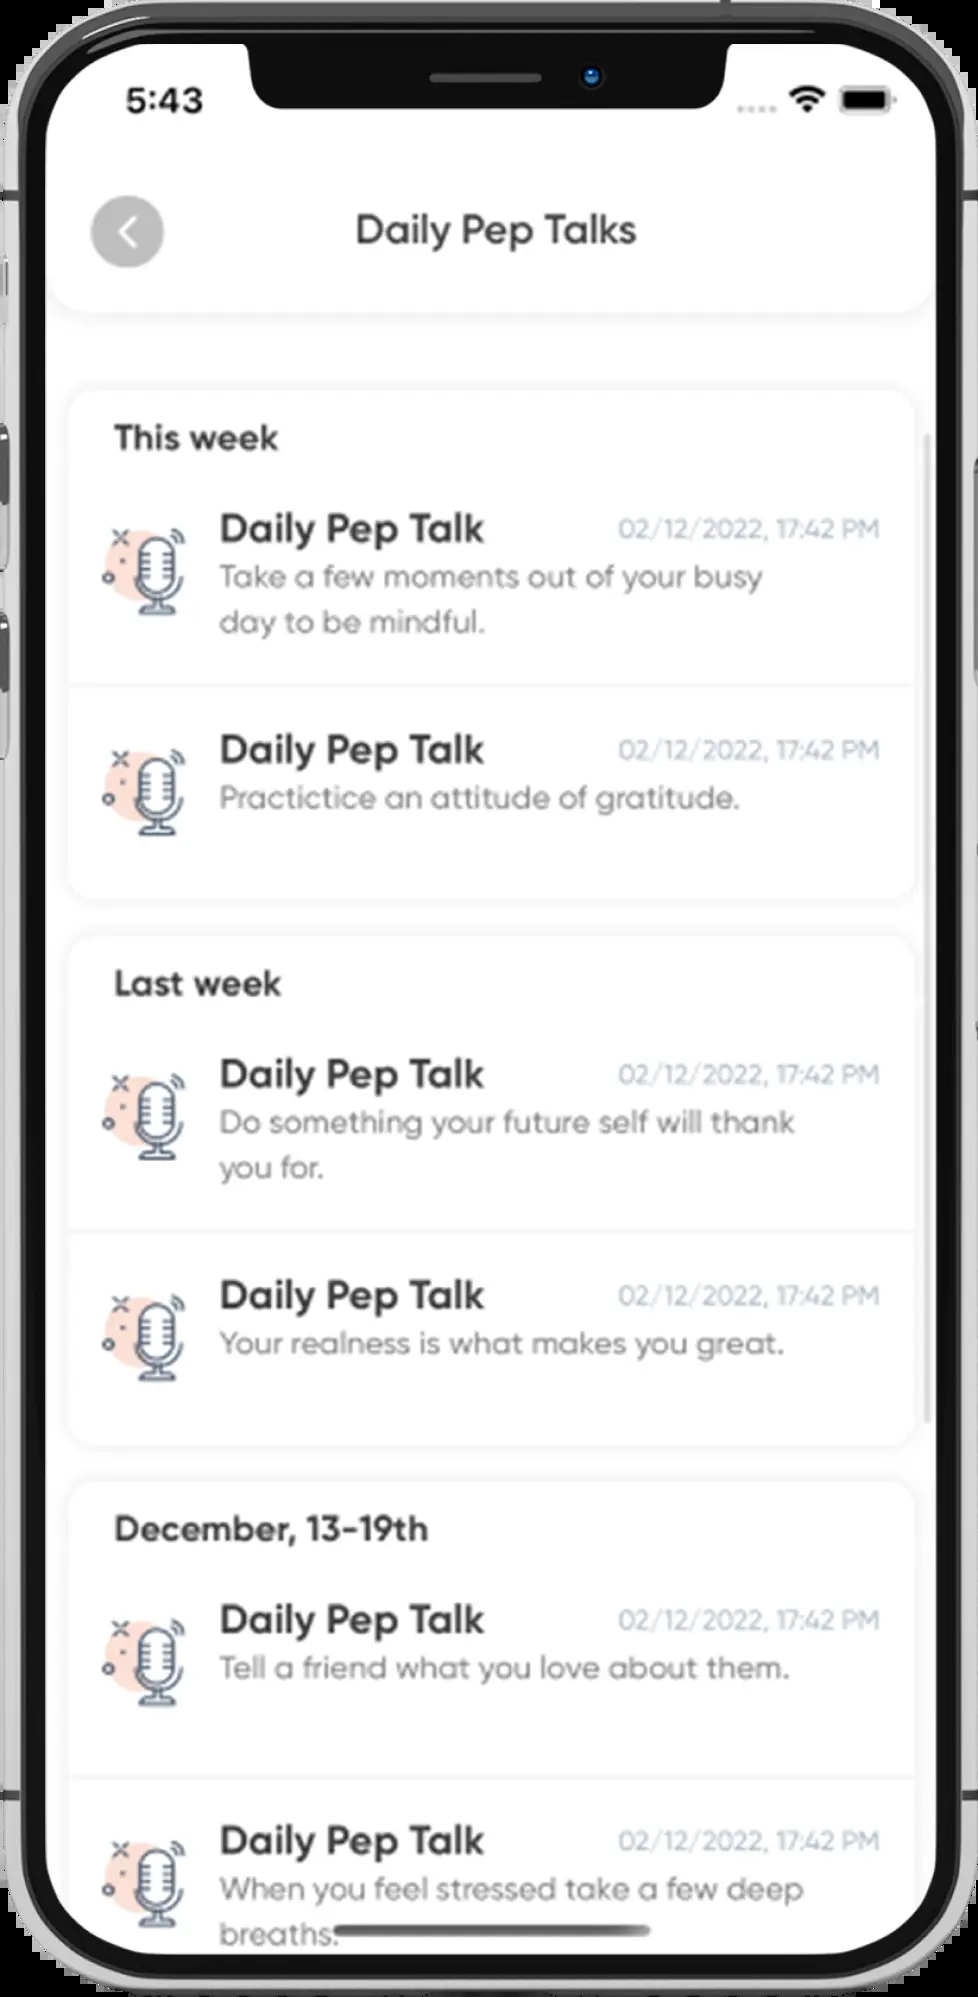 5:43
Daily Pep Talks
This week
Daily Pep Talk 02/12/2022, 17:42 PM
Take a few moments out of your busy
day to be mindful.
Daily Pep Talk 02/12/2022, 17:42 PM
Practictice an attitude of gratitude.
Last week
Daily Pep Talk 02/12/2022, 17:42 PM
Do something your future self will thank
you for.
Daily Pep Talk 02/12/2022, 17:42 PM
Your realness is what makes you great.
December, 13-19th
Daily Pep Talk 02/12/2022, 17:42 PM
Tell a friend what you love about them.
Daily Pep Talk 02/12/2022, 17:42 PM
When you feel stressed take a few deep
breaths.